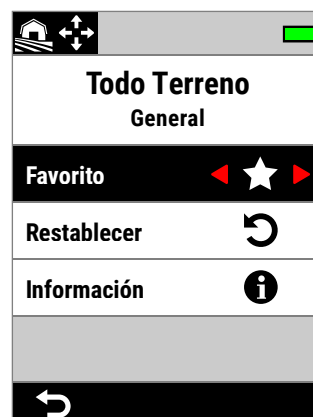 Todo Terreno
General
Favorito
Restablecer
Información